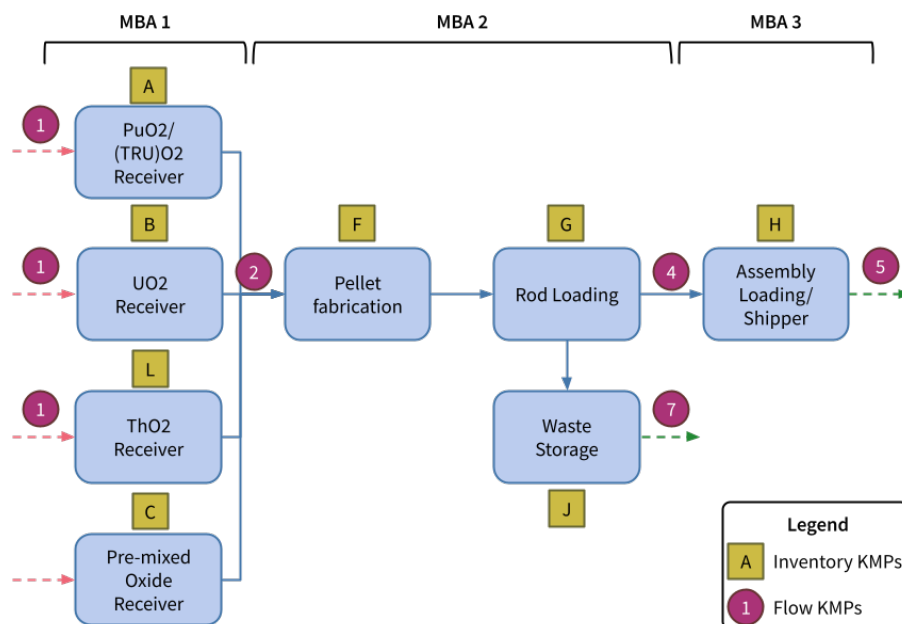 MBA 1
MBA 2
MBA 3
A
1
PuO2/
(TRU)O2
Receiver
B
F
G
H
1
UO2
Receiver
2
Pellet
fabrication
Rod Loading
4
Assembly
Loading/
Shipper
5
L
1
ThO2
Receiver
Waste
Storage
7
C
J
Pre-mixed
Oxide
Receiver
Legend
A
Inventory KMPs
1
Flow KMPs